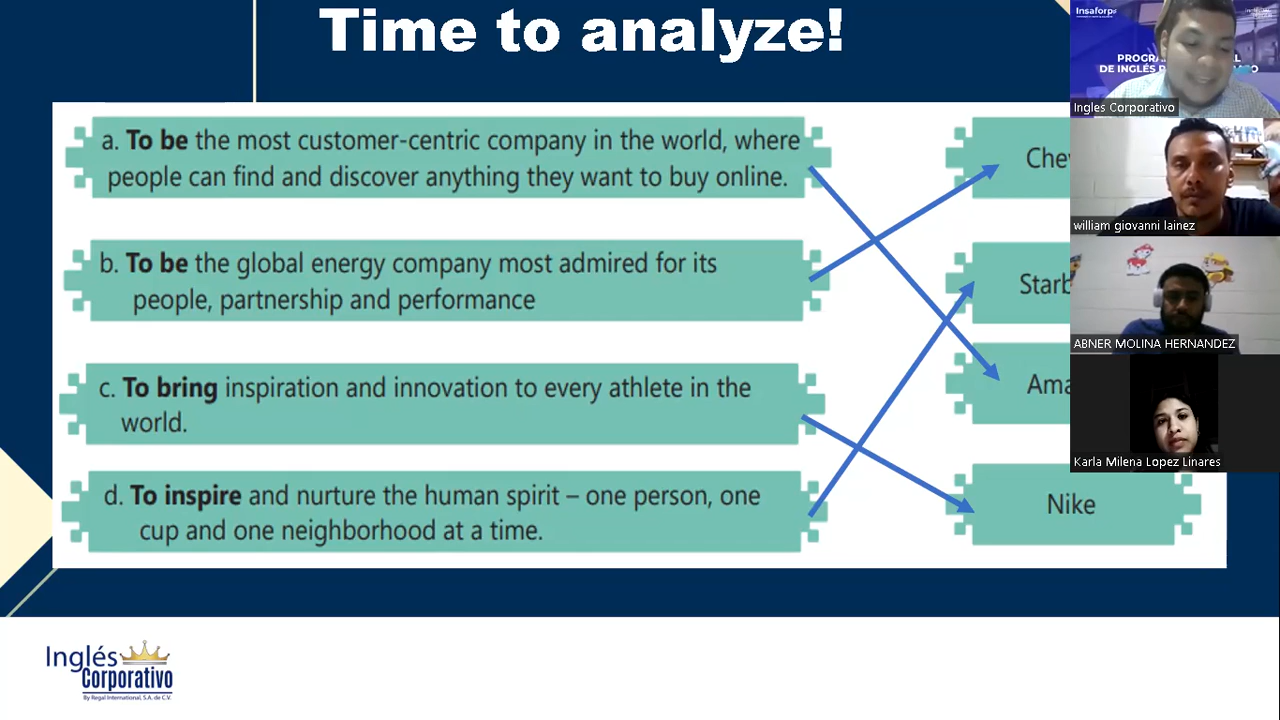 Time to analyze!
a. To be the most customer-centric company in the world, where
people can find and discover anything they want to buy online.
b. To be the global energy company most admired for its
people, partnership and performance
c. To bring inspiration and innovation to every athlete in the
world.
d. To inspire and nurture the human spirit – one person, one
cup and one neighborhood at a time.
Nike
Insaforp
DE INGLÉS
Ingles Corporativo
william giovanni lainez
ABNER MOLINA HERNANDEZ
Karla Milena Lopez Linares
Inglés
Corporativo
By Regal International, S.A. de C.V.